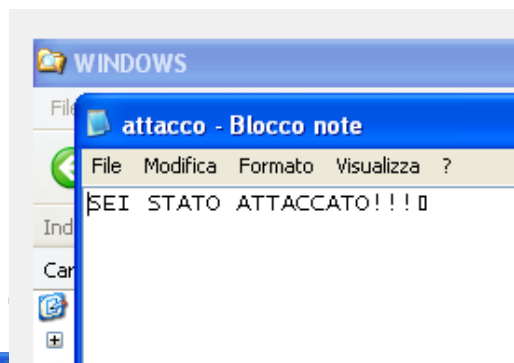 WINDOWS
File
attacco - Blocco note
File Modifica Formato Visualizza ?
SEI STATO ATTACCATO!!!
Ind
Car